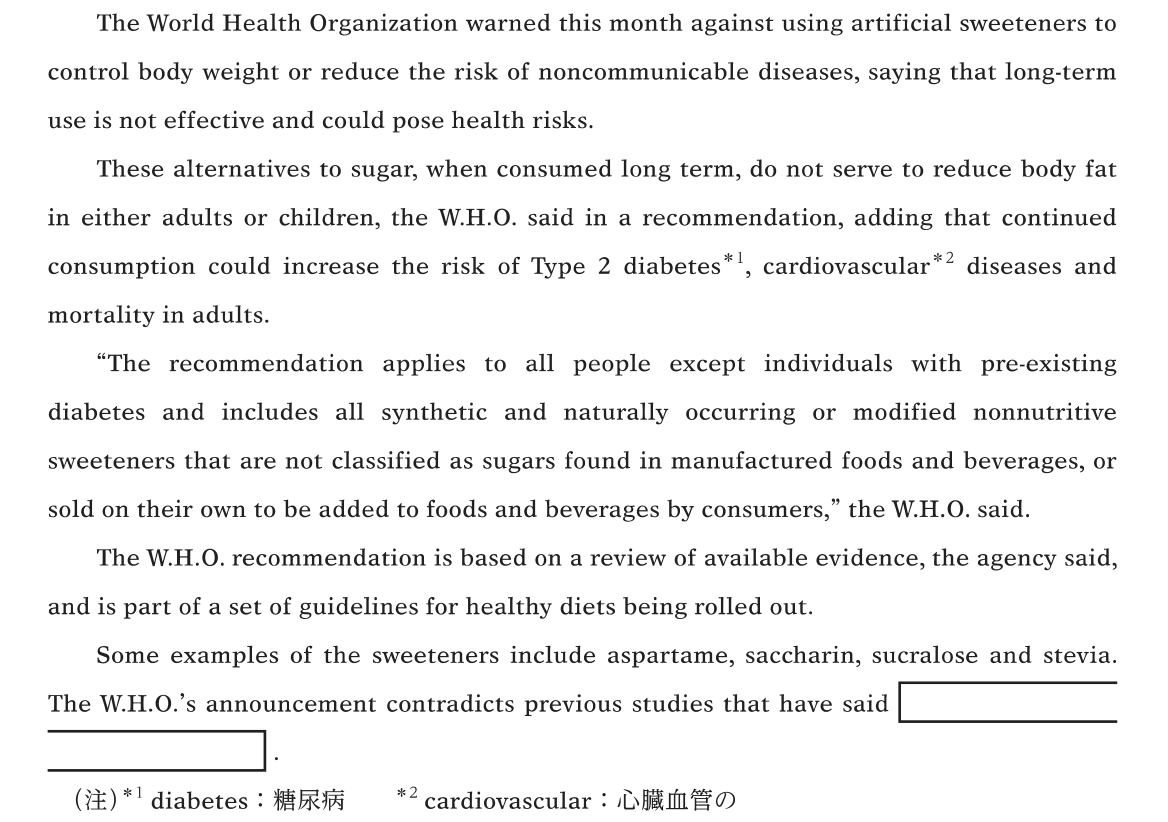 The World Health Organization warned this month against using artificial sweeteners to
control body weight or reduce the risk of noncommunicable diseases, saying that long-term
use is not effective and could pose health risks.
These alternatives to sugar, when consumed long term, do not serve to reduce body fat
in either adults or children, the W.H.O. said in a recommendation, adding that continued
consumption could increase the risk of Type 2 diabetes*1, cardiovascular*2 diseases and
mortality in adults.
“The recommendation applies to all people except individuals with pre-existing
diabetes and includes all synthetic and naturally occurring or modified nonnutritive
sweeteners that are not classified as sugars found in manufactured foods and beverages, or
sold on their own to be added to foods and beverages by consumers,” the W.H.O. said.
The W.H.O. recommendation is based on a review of available evidence, the agency said,
and is part of a set of guidelines for healthy diets being rolled out.
Some examples of the sweeteners include aspartame, saccharin, sucralose and stevia.
The W.H.O.’s announcement contradicts previous studies that have said
.
(注)*1 diabetes：糖尿病　*2 cardiovascular：心臓血管の